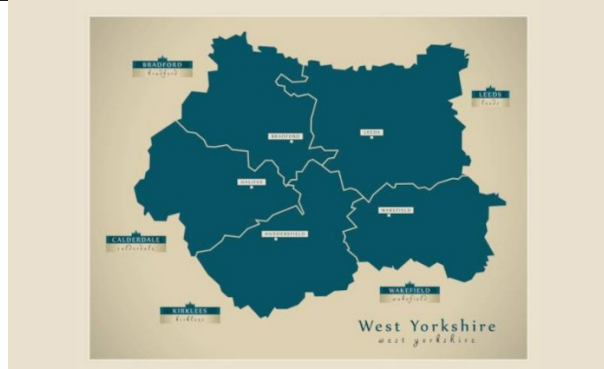 BRADFORD
bradford
LEEDS
leeds
BRADFORD
LEEDS
HALIFAX
WAKEFIELD
HUDDERSFIELD
CALDERDALE
calderdale
WAKEFIELD
wakefield
KIRKLEES
kirklees
West Yorkshire
west yorkshire